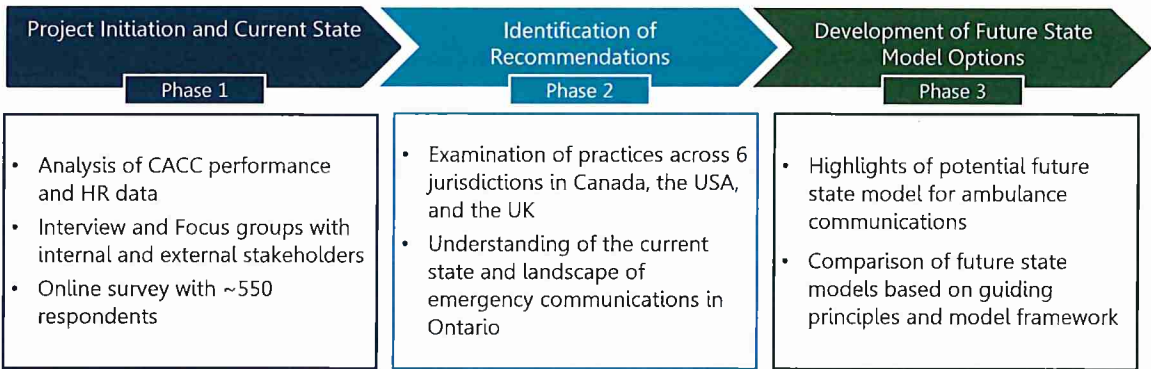 Project Initiation and Current State
Phase 1
• Analysis of CACC performance
and HR data
• Interview and Focus groups with
internal and external stakeholders
• Online survey with ~550
respondents
Identification of
Recommendations
Phase 2
• Examination of practices across 6
jurisdictions in Canada, the USA,
and the UK
• Understanding of the current
state and landscape of
emergency communications in
Ontario
Development of Future State
Model Options
Phase 3
• Highlights of potential future
state model for ambulance
communications
• Comparison of future state
models based on guiding
principles and model framework